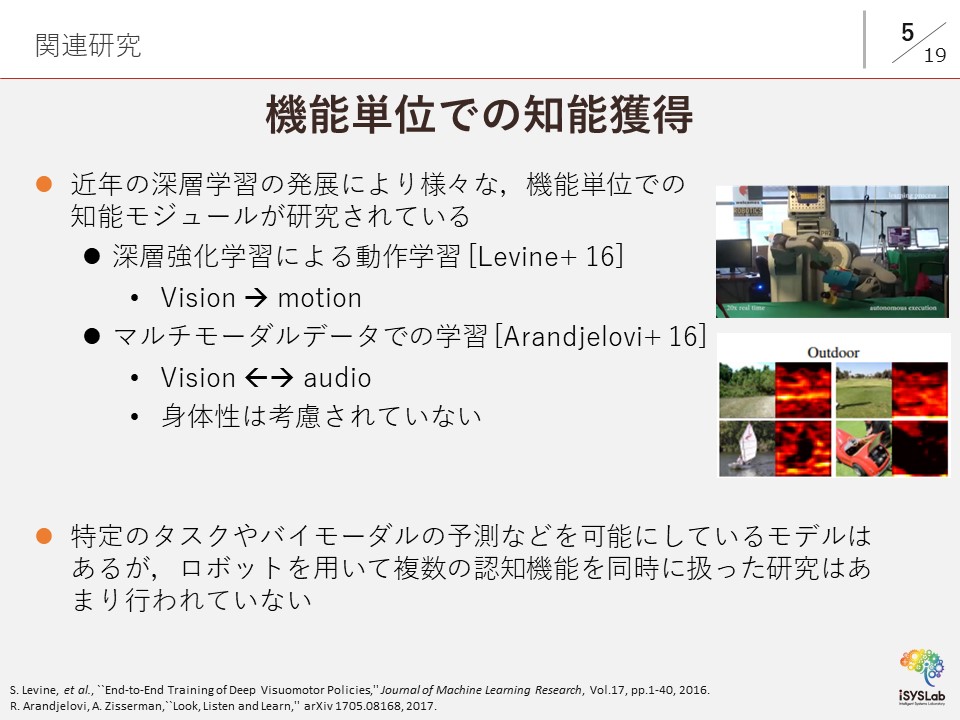 関連研究
5
19
機能単位での知能獲得
● 近年の深層学習の発展により様々な，機能単位での
知能モジュールが研究されている
● 深層強化学習による動作学習 [Levine+ 16]
• Vision → motion
● マルチモーダルデータでの学習 [Arandjelovi+ 16]
• Vision ←→ audio
• 身体性は考慮されていない
learning process
20x real time
autonomous execution
Outdoor
● 特定のタスクやバイモーダルの予測などを可能にしているモデルは
あるが，ロボットを用いて複数の認知機能を同時に扱った研究はあ
まり行われていない
S. Levine, et al., ``End-to-End Training of Deep Visuomotor Policies,'' Journal of Machine Learning Research, Vol.17, pp.1-40, 2016.
R. Arandjelovi, A. Zisserman,``Look, Listen and Learn,'' arXiv 1705.08168, 2017.
iSYSLab
Intelligent Systems Laboratory